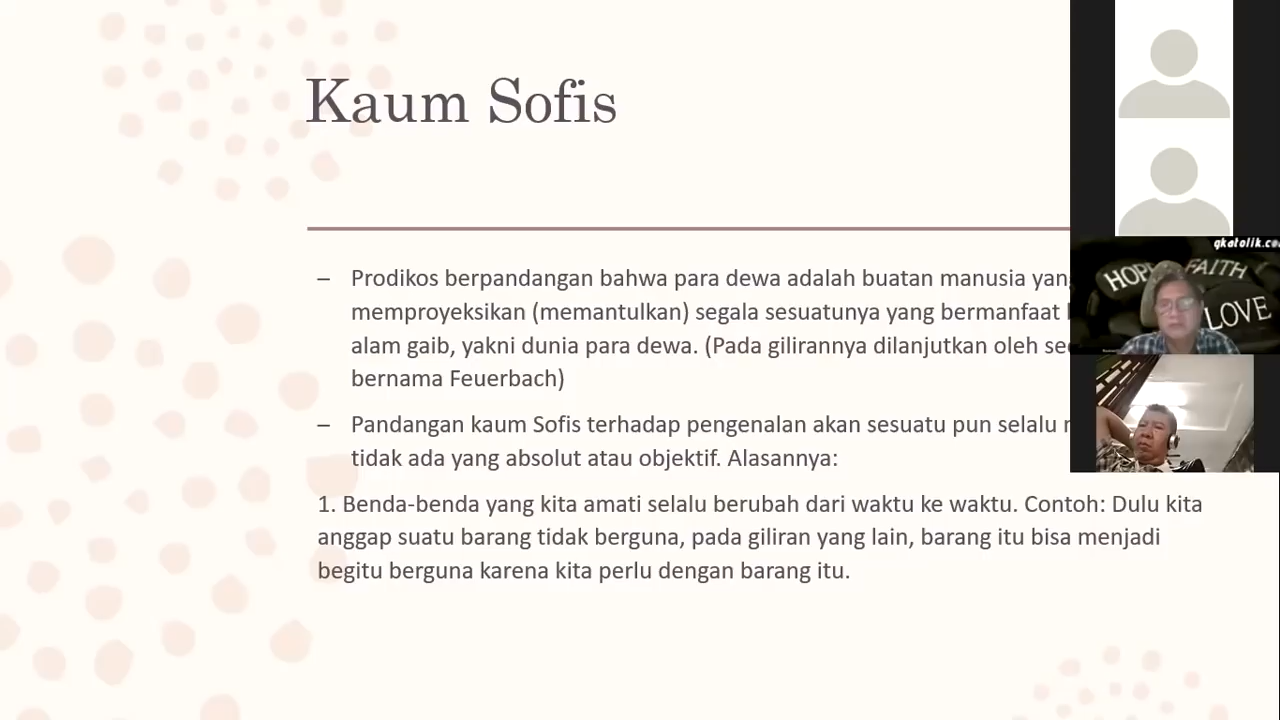 Kaum Sofis
– Prodikos berpandangan bahwa para dewa adalah buatan manusia yang
memproyeksikan (memantulkan) segala sesuatunya yang bermanfaat
alam gaib, yakni dunia para dewa. (Pada gilirannya dilanjutkan oleh
bernama Feuerbach)
– Pandangan kaum Sofis terhadap pengenalan akan sesuatu pun selalu
tidak ada yang absolut atau objektif. Alasannya:
1. Benda-benda yang kita amati selalu berubah dari waktu ke waktu. Contoh: Dulu kita
anggap suatu barang tidak berguna, pada giliran yang lain, barang itu bisa menjadi
begitu berguna karena kita perlu dengan barang itu.
HOPE FAITH
LOVE